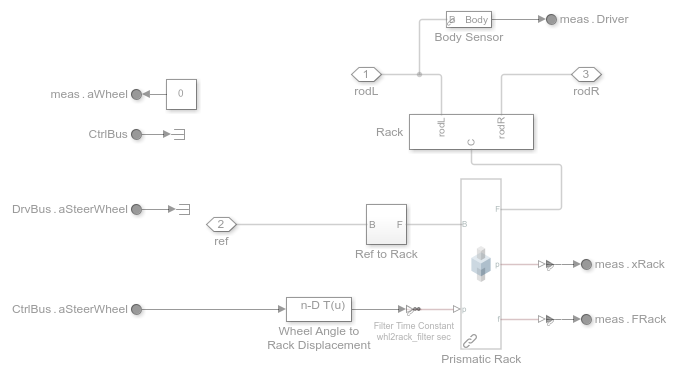 B Body
meas.Driver
Body Sensor
1
rodL
3
rodR
meas.aWheel
0
CtrlBus
Rack
rodL
rodR
C
DrvBus.aSteerWheel
2
ref
B F
Ref to Rack
F
B
p
meas.xRack
CtrlBus.aSteerWheel
n-D T(u)
Wheel Angle to
Rack Displacement
Filter Time Constant
whl2rack_filter sec
p
f
meas.FRack
Prismatic Rack